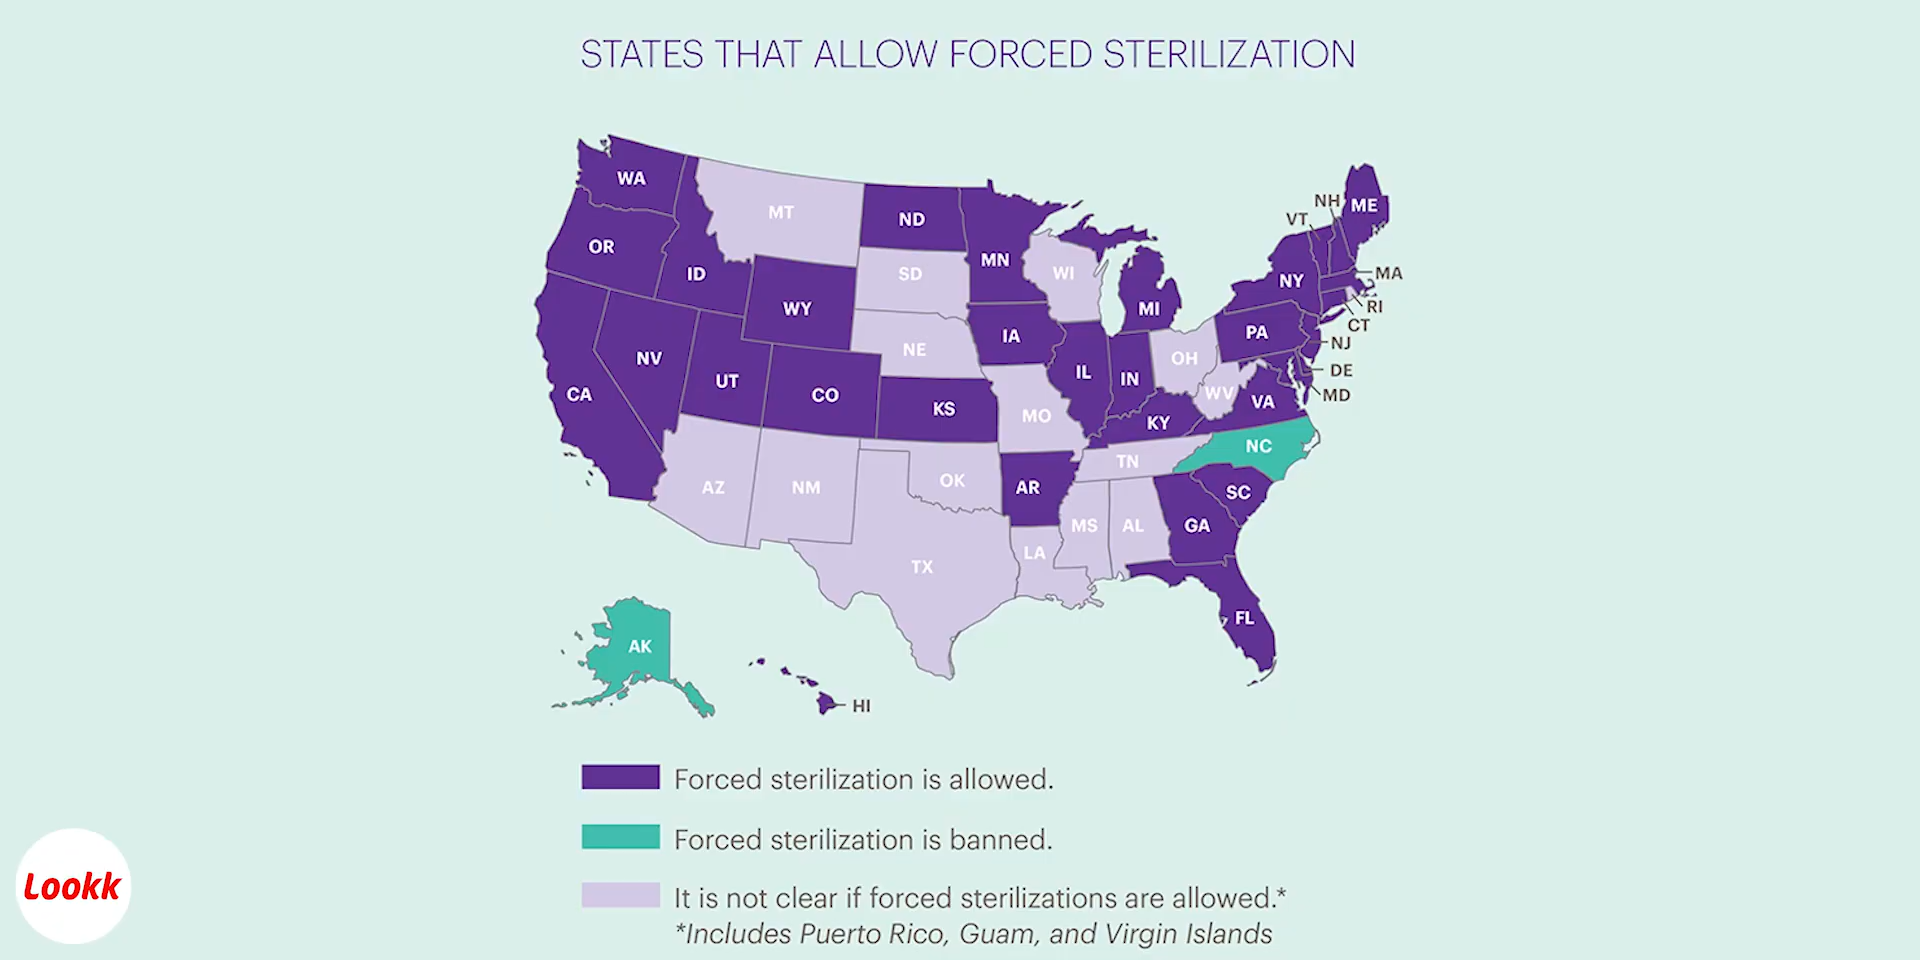 STATES THAT ALLOW FORCED STERILIZATION
WA
MT
ND
MN
OR
ID
SD
WI
WY
MI
NH
ME
VT
NY
MA
RI
CT
PA
NJ
DE
MD
NE
IA
NV
UT
CO
CA
KS
IL
IN
OH
WV
VA
MO
KY
NC
TN
AZ
NM
OK
AR
SC
MS
AL
GA
LA
TX
FL
AK
HI
Forced sterilization is allowed.
Forced sterilization is banned.
It is not clear if forced sterilizations are allowed.*
*Includes Puerto Rico, Guam, and Virgin Islands
Lookk